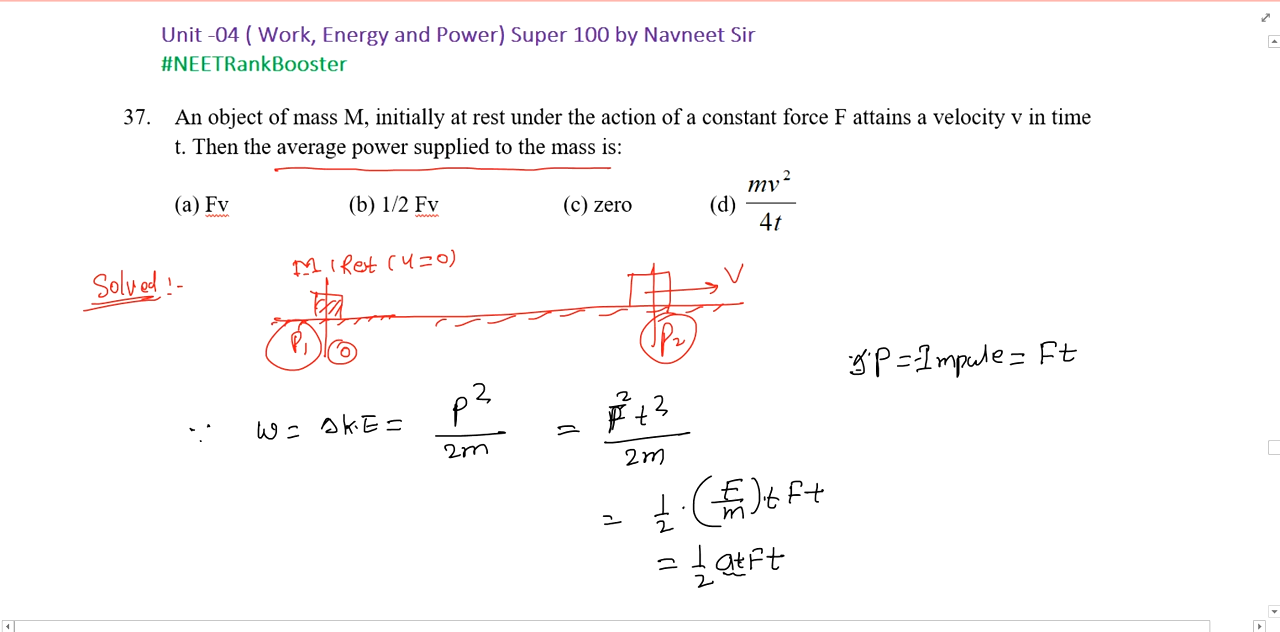 Unit -04 ( Work, Energy and Power) Super 100 by Navneet Sir
#NEETRankBooster
37. An object of mass M, initially at rest under the action of a constant force F attains a velocity v in time
t. Then the average power supplied to the mass is:
(a) Fv (b) 1/2 Fv (c) zero (d) mv²/4t
Solved :-
M (Rest (u=0)
V
P₁ O P₂
P = Impule = Ft
∵ W = ΔK.E = P²/2m = F²t²/2m
= 1/2 · (F/m) t Ft
= 1/2 at Ft